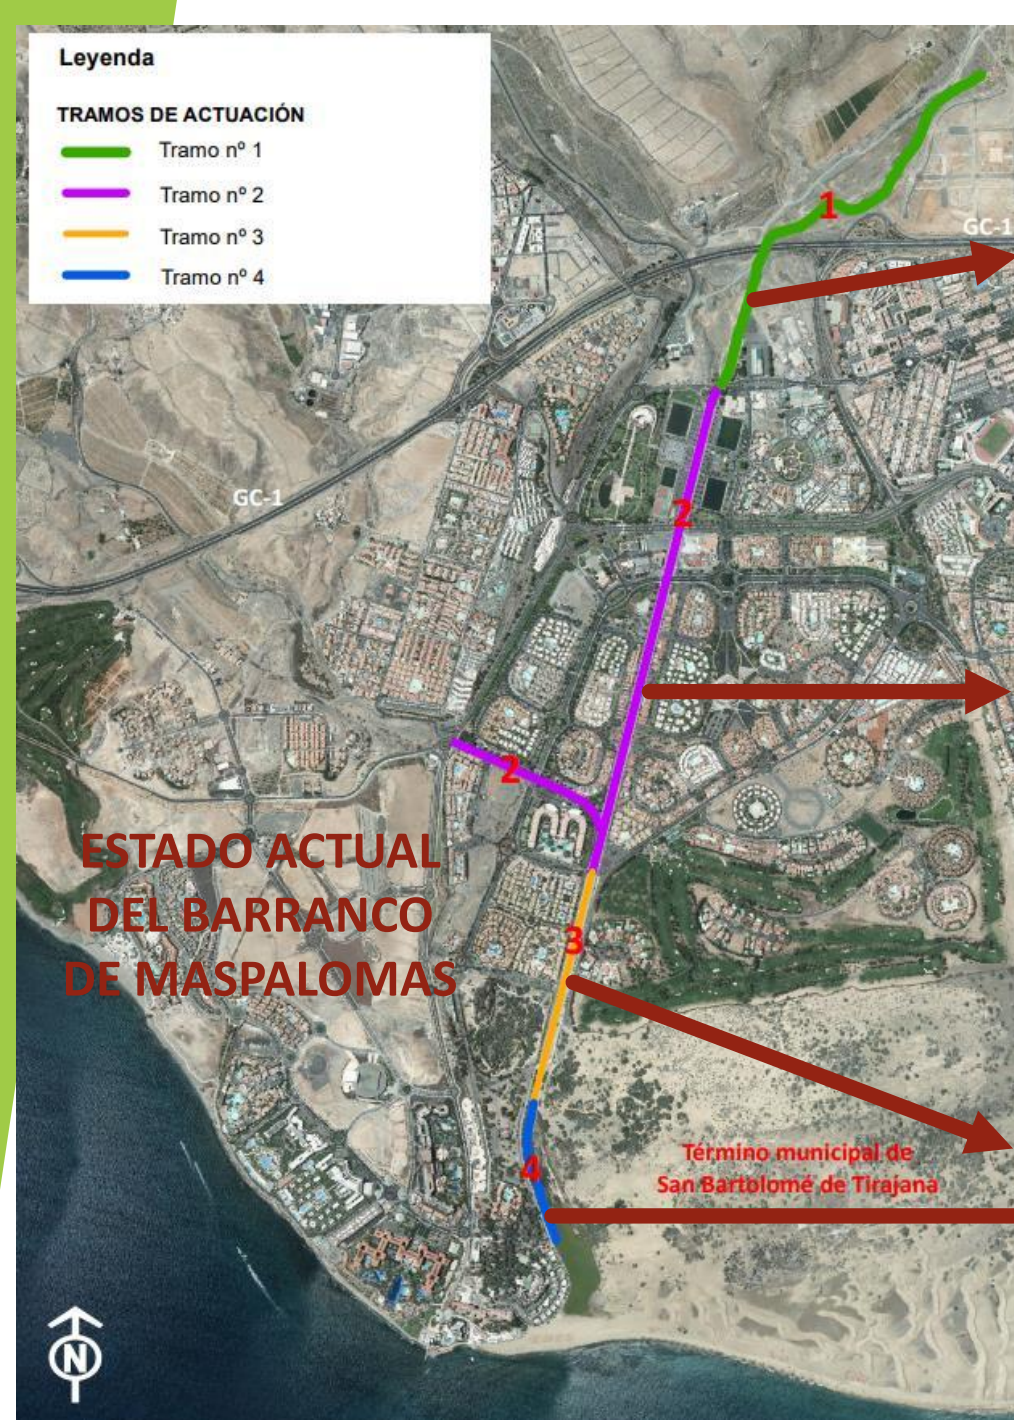 Leyenda
TRAMOS DE ACTUACIÓN
Tramo nº 1
Tramo nº 2
Tramo nº 3
Tramo nº 4
1
GC-1
GC-1
2
2
ESTADO ACTUAL
DEL BARRANCO
DE MASPALOMAS
3
4
Término municipal de
San Bartolomé de Tirajana
N